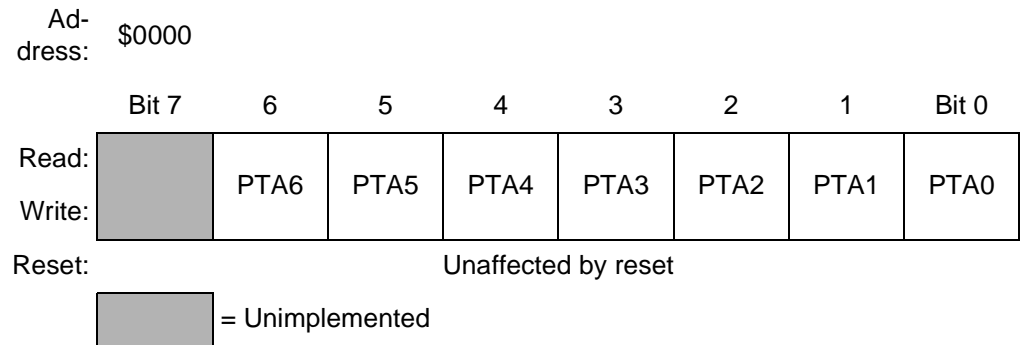 Ad-
dress: $0000
Bit 7 6 5 4 3 2 1 Bit 0
Read:
PTA6 PTA5 PTA4 PTA3 PTA2 PTA1 PTA0
Write:
Reset: Unaffected by reset
= Unimplemented